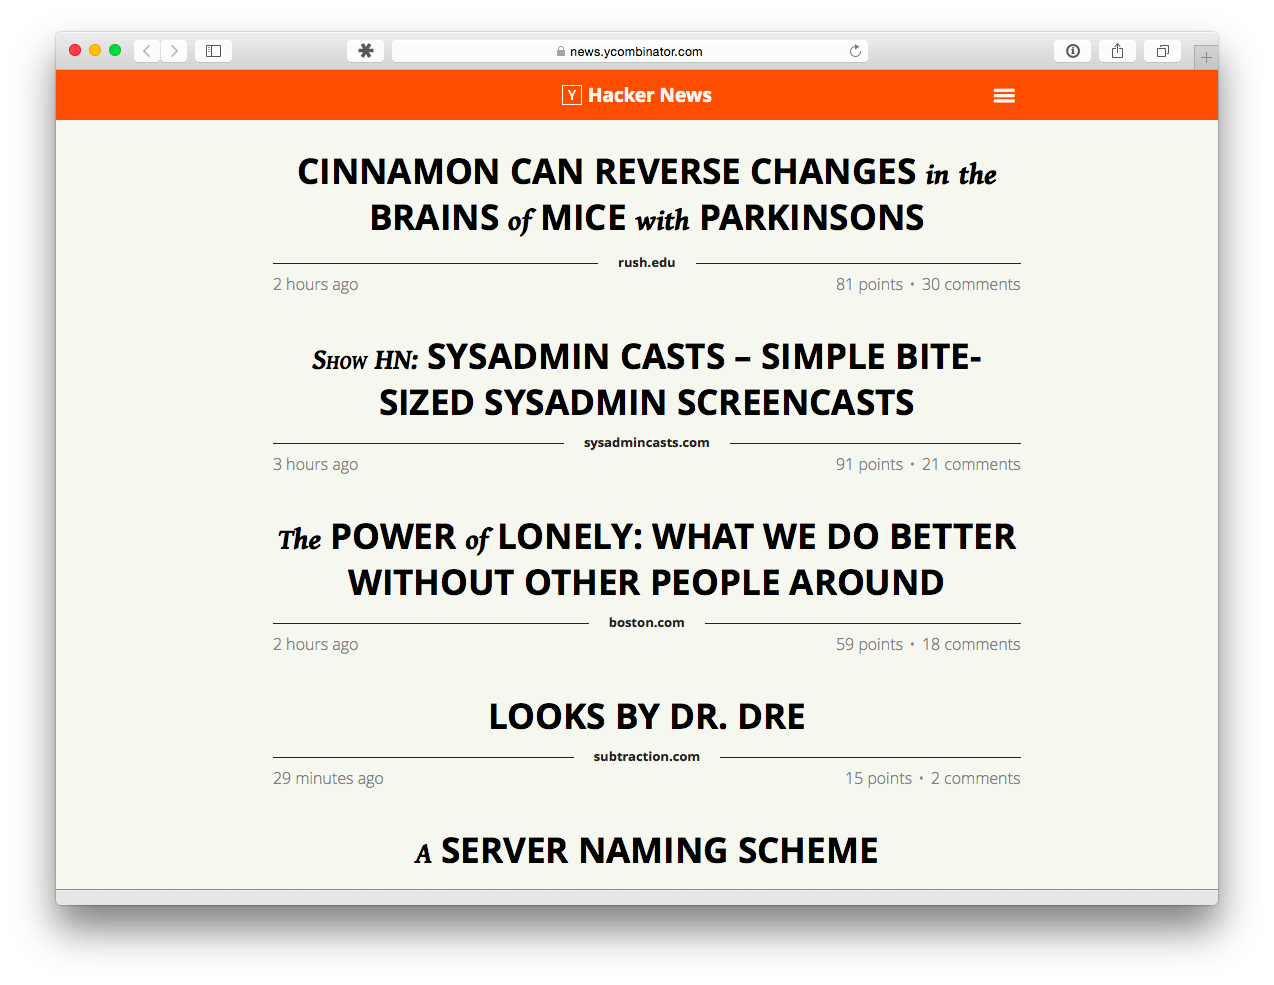 news.ycombinator.com
Y Hacker News
CINNAMON CAN REVERSE CHANGES in the
BRAINS of MICE with PARKINSONS
rush.edu
2 hours ago 81 points • 30 comments
Show HN: SYSADMIN CASTS – SIMPLE BITE-
SIZED SYSADMIN SCREENCASTS
sysadmincasts.com
3 hours ago 91 points • 21 comments
The POWER of LONELY: WHAT WE DO BETTER
WITHOUT OTHER PEOPLE AROUND
boston.com
2 hours ago 59 points • 18 comments
LOOKS BY DR. DRE
subtraction.com
29 minutes ago 15 points • 2 comments
A SERVER NAMING SCHEME